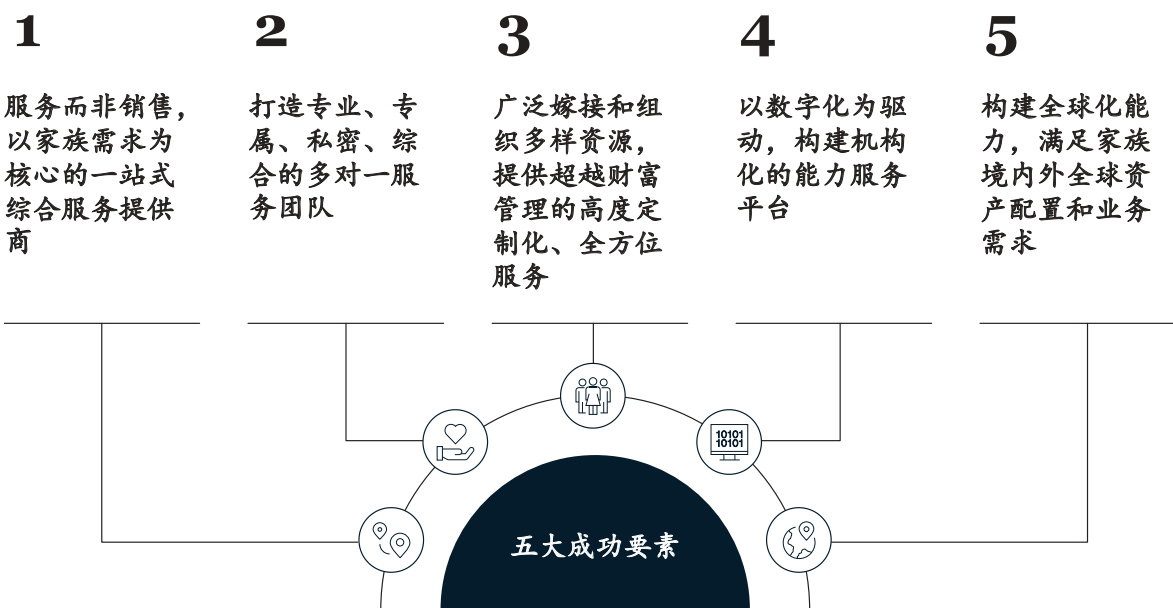 1
服务而非销售，
以家族需求为
核心的一站式
综合服务提供
商
2
打造专业、专
属、私密、综
合的多对一服
务团队
3
广泛嫁接和组
织多样资源，
提供超越财富
管理的高度定
制化、全方位
服务
4
以数字化为驱
动，构建机构
化的能力服务
平台
5
构建全球化能
力，满足家族
境内外全球资
产配置和业务
需求
10101
10101
五大成功要素